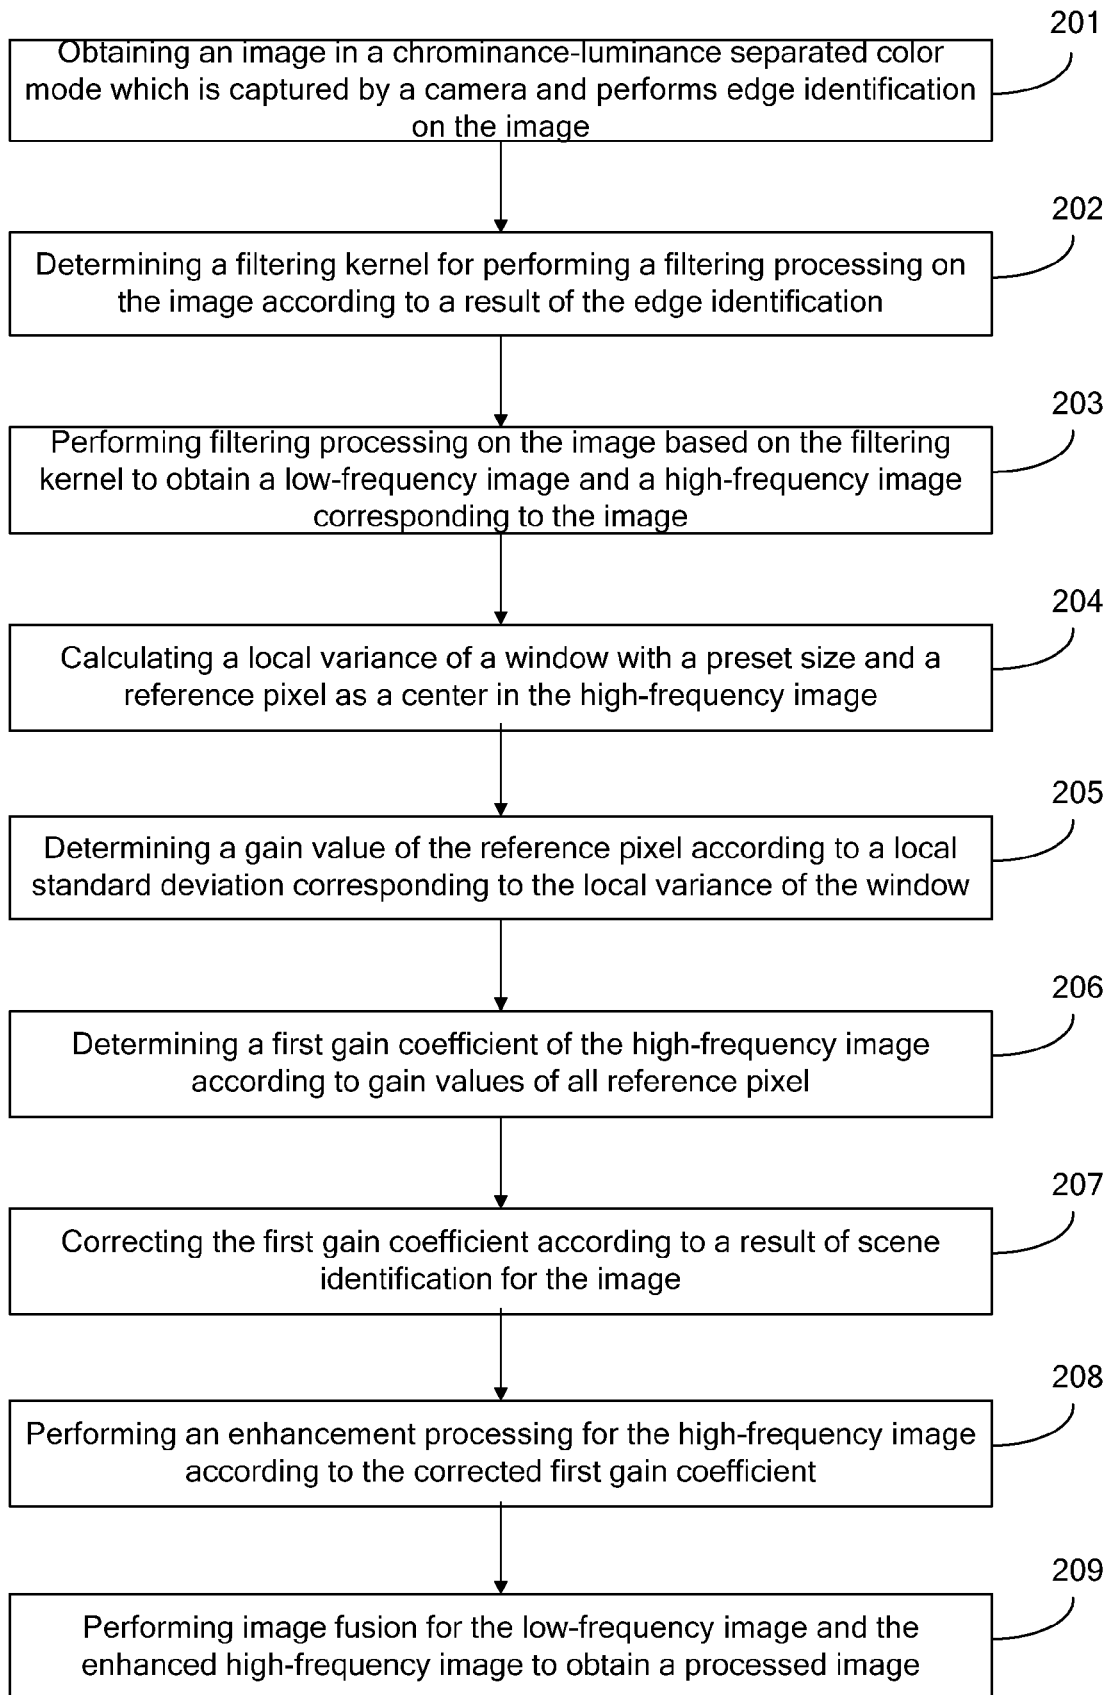 201
Obtaining an image in a chrominance-luminance separated color
mode which is captured by a camera and performs edge identification
on the image
202
Determining a filtering kernel for performing a filtering processing on
the image according to a result of the edge identification
203
Performing filtering processing on the image based on the filtering
kernel to obtain a low-frequency image and a high-frequency image
corresponding to the image
204
Calculating a local variance of a window with a preset size and a
reference pixel as a center in the high-frequency image
205
Determining a gain value of the reference pixel according to a local
standard deviation corresponding to the local variance of the window
206
Determining a first gain coefficient of the high-frequency image
according to gain values of all reference pixel
207
Correcting the first gain coefficient according to a result of scene
identification for the image
208
Performing an enhancement processing for the high-frequency image
according to the corrected first gain coefficient
209
Performing image fusion for the low-frequency image and the
enhanced high-frequency image to obtain a processed image